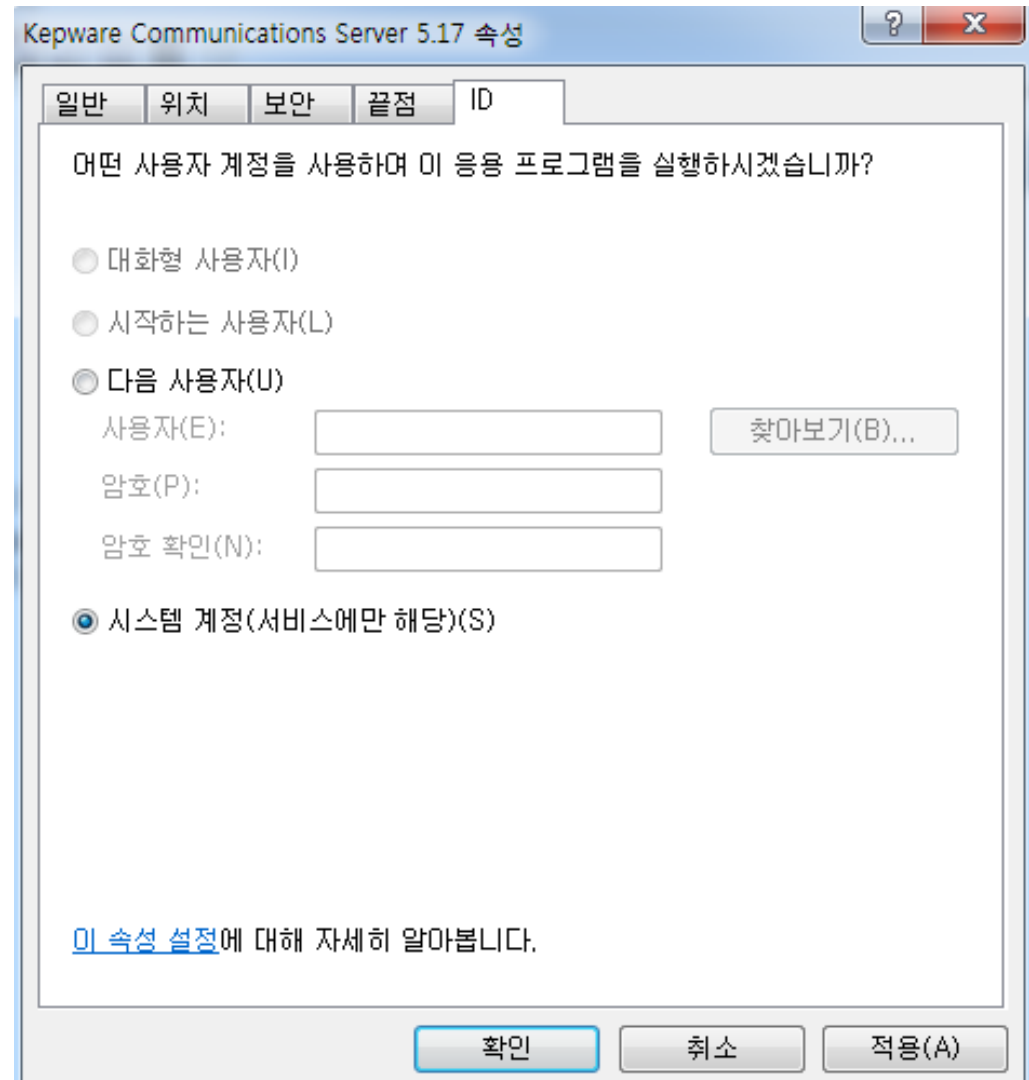 Kepware Communications Server 5.17 속성
일반 위치 보안 끝점 ID
어떤 사용자 계정을 사용하여 이 응용 프로그램을 실행하시겠습니까?
대화형 사용자(I)
시작하는 사용자(L)
다음 사용자(U)
사용자(E): 찾아보기(B)...
암호(P):
암호 확인(N):
시스템 계정(서비스에만 해당)(S)
이 속성 설정에 대해 자세히 알아봅니다.
확인 취소 적용(A)